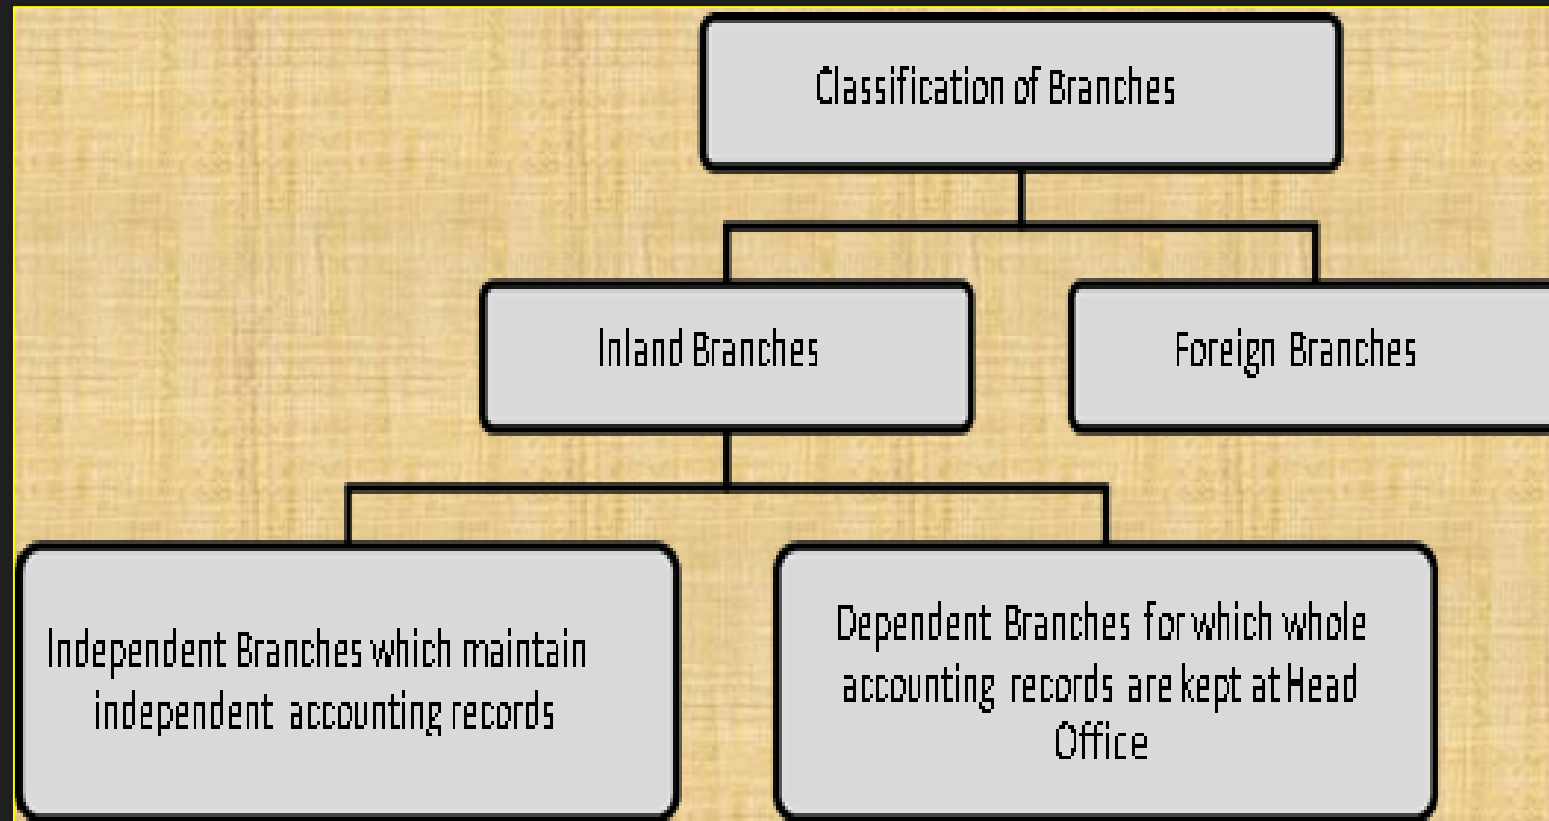 Classification of Branches
Inland Branches
Foreign Branches
Independent Branches which maintain
independent accounting records
Dependent Branches for which whole
accounting records are kept at Head
Office